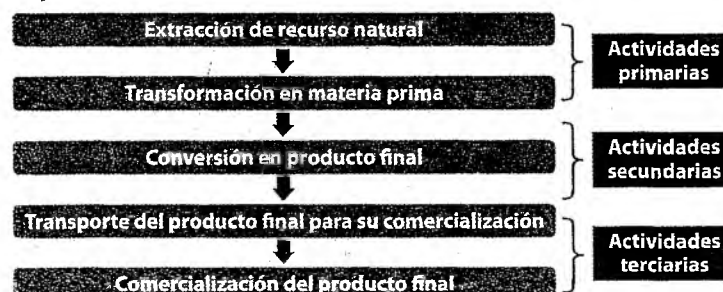 Extracción de recurso natural
Transformación en materia prima
Actividades
primarias
Conversión en producto final
Actividades
secundarias
Transporte del producto final para su comercialización
Comercialización del producto final
Actividades
terciarias